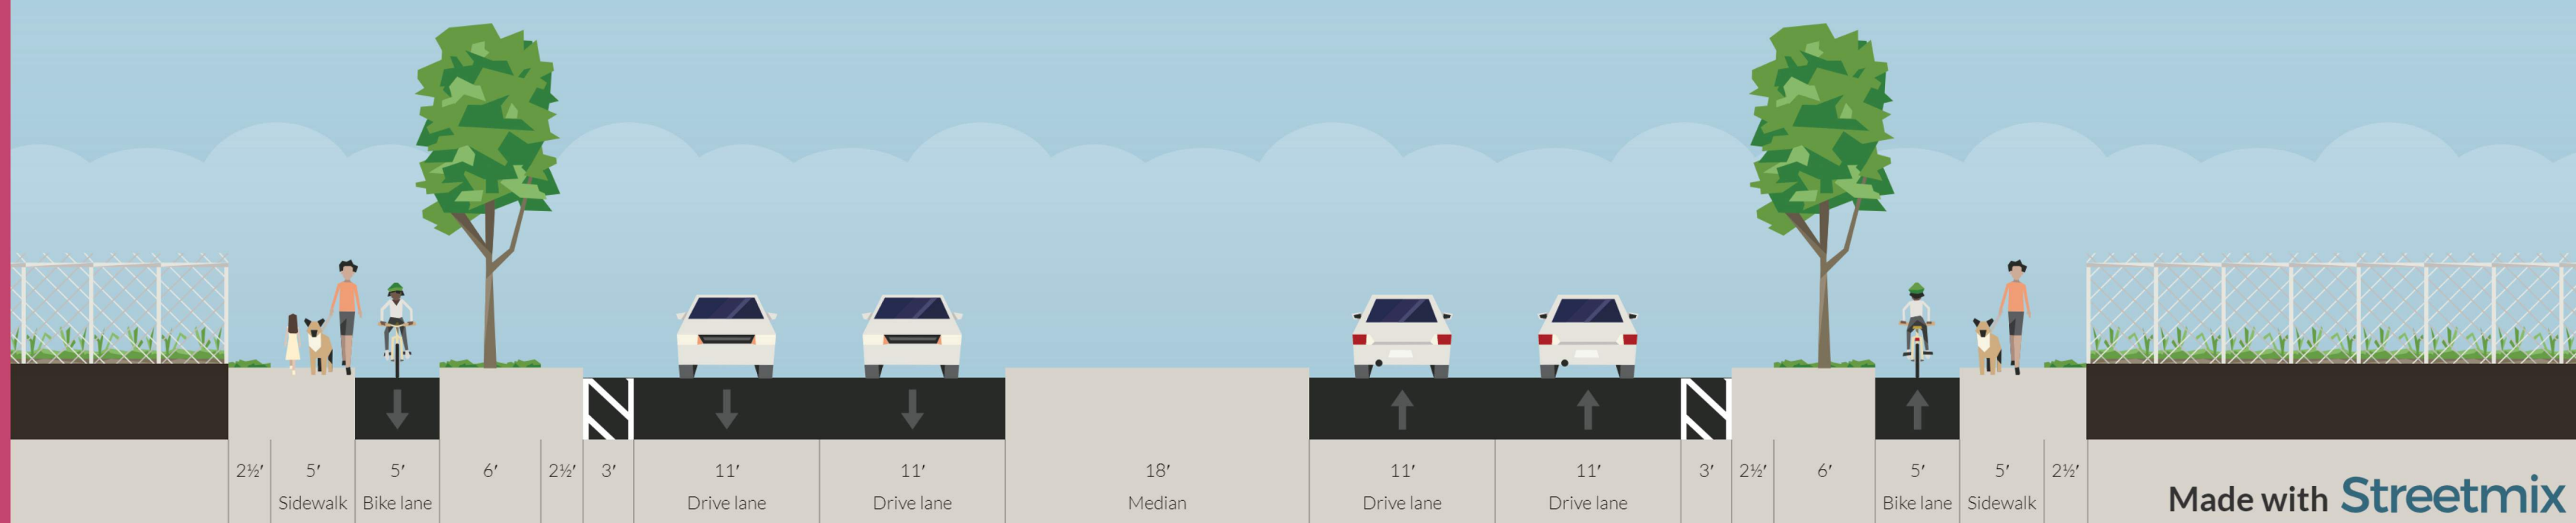 2½′ 5′ 5′ 6′ 2½′ 3′ 11′ 11′ 18′ 11′ 11′ 3′ 2½′ 6′ 5′ 5′ 2½′
Sidewalk Bike lane Drive lane Drive lane Median Drive lane Drive lane Bike lane Sidewalk
Made with Streetmix